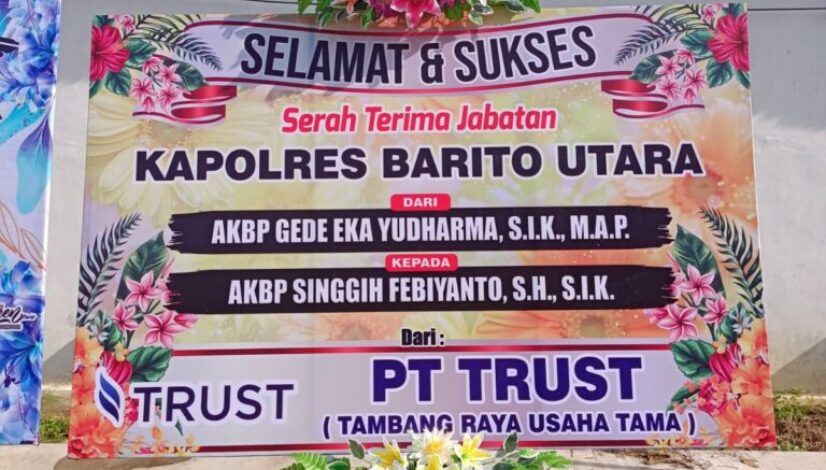 SELAMAT & SUKSES
Serah Terima Jabatan
KAPOLRES BARITO UTARA
DARI
AKBP GEDE EKA YUDHARMA, S.I.K., M.A.P.
KEPADA
AKBP SINGGIH FEBIYANTO, S.H., S.I.K.
Dari :
TRUST
PT TRUST
( TAMBANG RAYA USAHA TAMA )